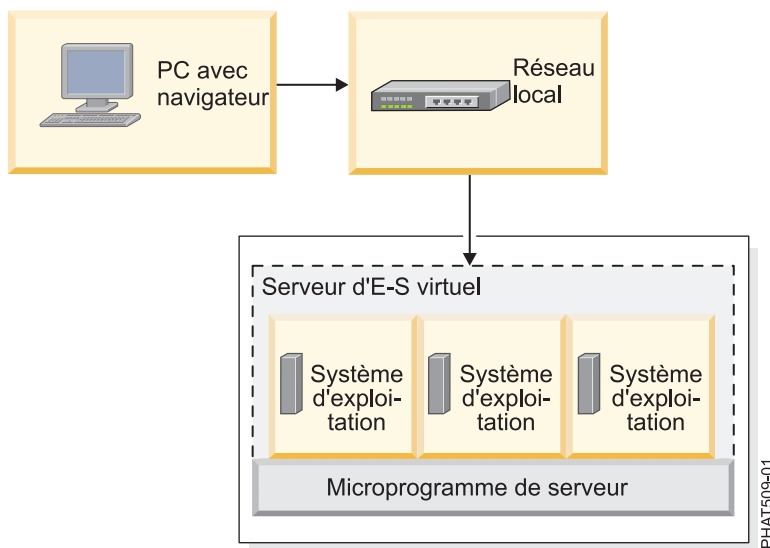 PC avec
navigateur
Réseau
local
Serveur d'E-S virtuel
Système
d'exploi-
tation
Système
d'exploi-
tation
Système
d'exploi-
tation
Microprogramme de serveur
PHAT509-01